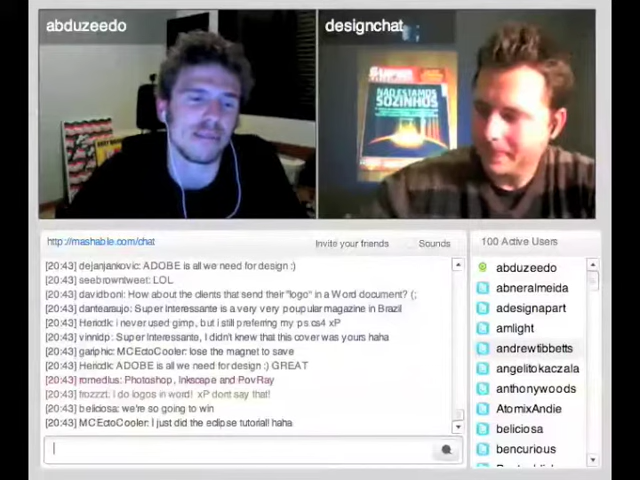 abduzeedo
designchat
SUPER
NÃO ESTAMOS
SOZINHOS
http://mashable.com/chat
Invite your friends
Sounds
100 Active Users
[20:43] dejanjankovic: ADOBE is all we need for design :)
[20:43] seebrowntweet: LOL
[20:43] davidboni: How about the clients that send their "logo" in a Word document? (;
[20:43] dantearaujo: Super Interessante is a very very poupular magazine in Brazil
[20:43] Herictk: i never used gimp, but i still preferring my ps cs4 xP
[20:43] vinnidp: Super Interessante, I didn't knew that this cover was yours haha
[20:43] gariphic: MCEctoCooler: lose the magnet to save
[20:43] Herictk: ADOBE is all we need for design :) GREAT
[20:43] romedius: Photoshop, Inkscape and PovRay
[20:43] frozzzt: i do logos in word! xP dont say that!
[20:43] beliciosa: we're so going to win
[20:43] MCEctoCooler: I just did the eclipse tutorial! haha
abduzeedo
abneralmeida
adesignapart
amlight
andrewtibbetts
angelitokaczala
anthonywoods
AtomixAndie
beliciosa
bencurious